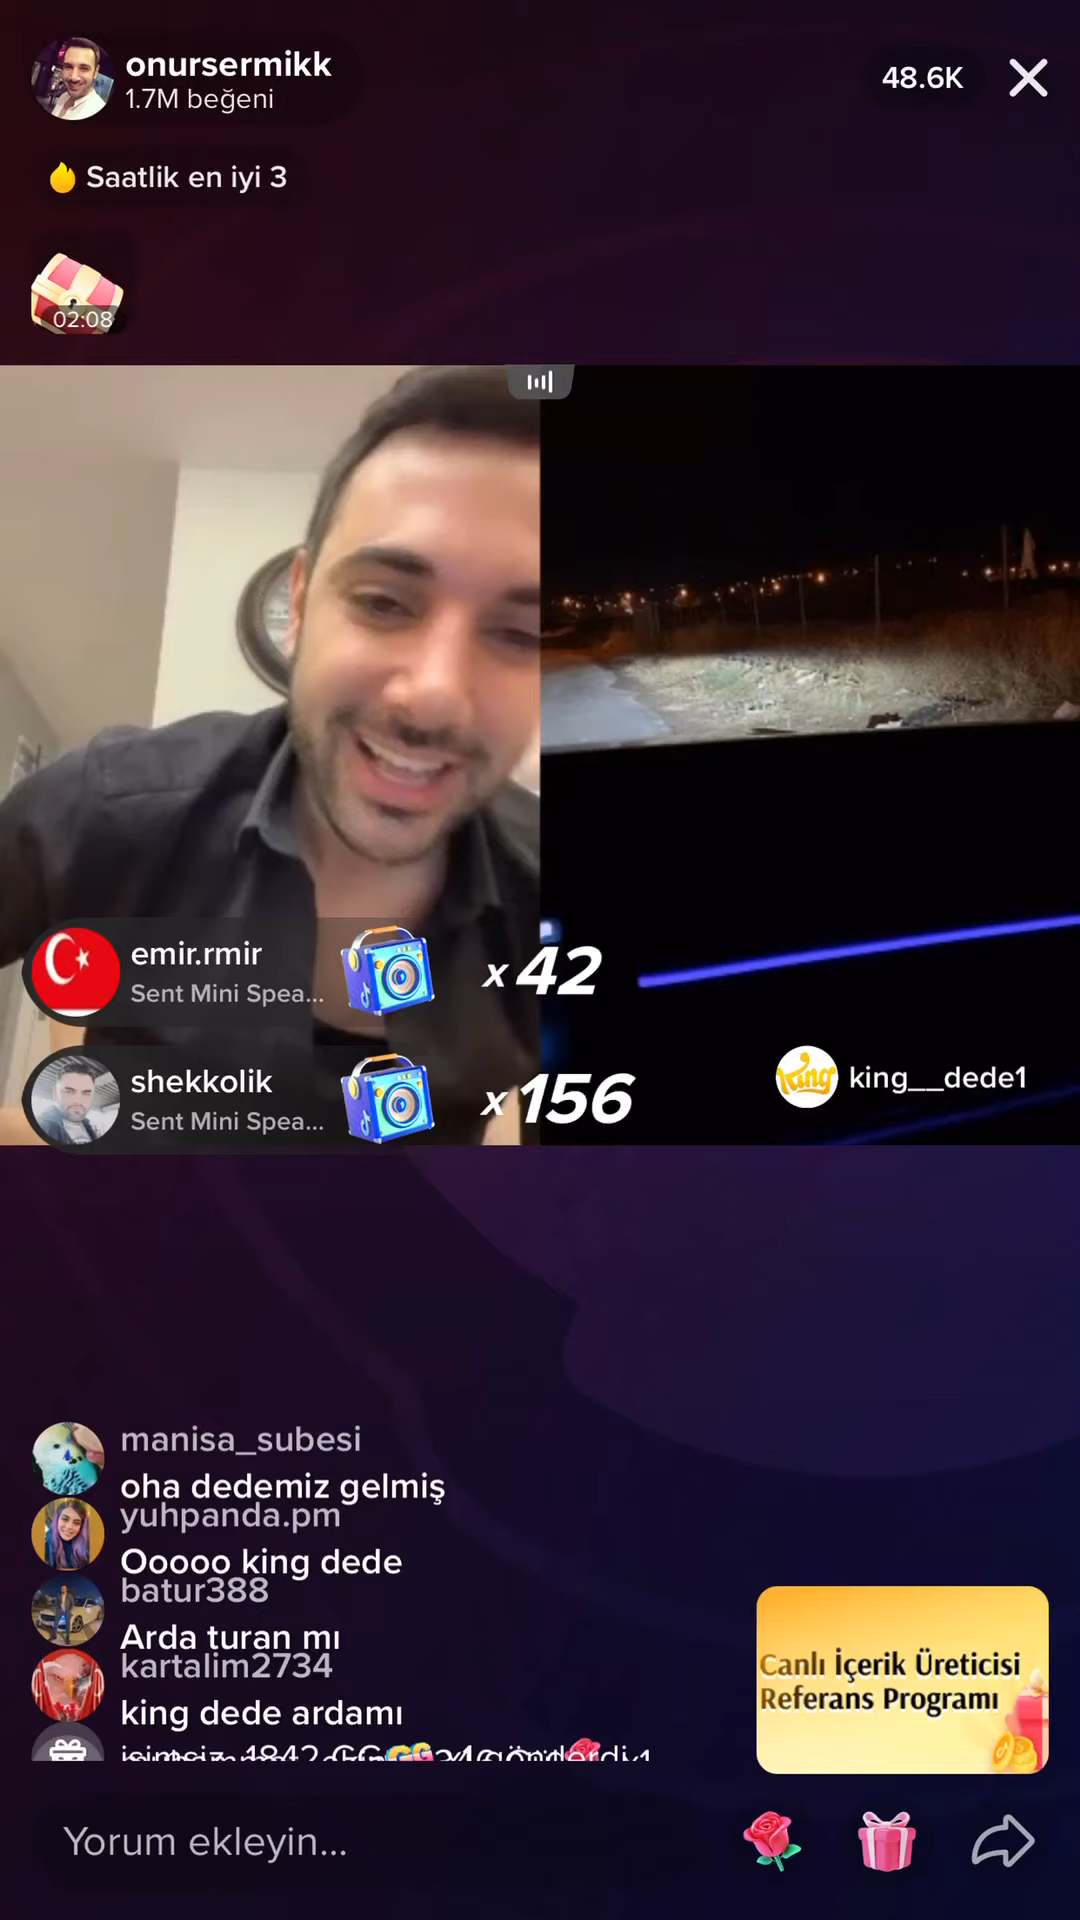 onursermikk
1.7M beğeni
48.6K
Saatlik en iyi 3
02:08
emir.rmir
Sent Mini Spea...
x42
shekkolik
Sent Mini Spea...
x156
King
king__dede1
manisa_subesi
oha dedemiz gelmiş
yuhpanda.pm
Ooooo king dede
batur388
Arda turan mı
kartalim2734
king dede ardamı
Canlı İçerik Üreticisi
Referans Programı
Yorum ekleyin...